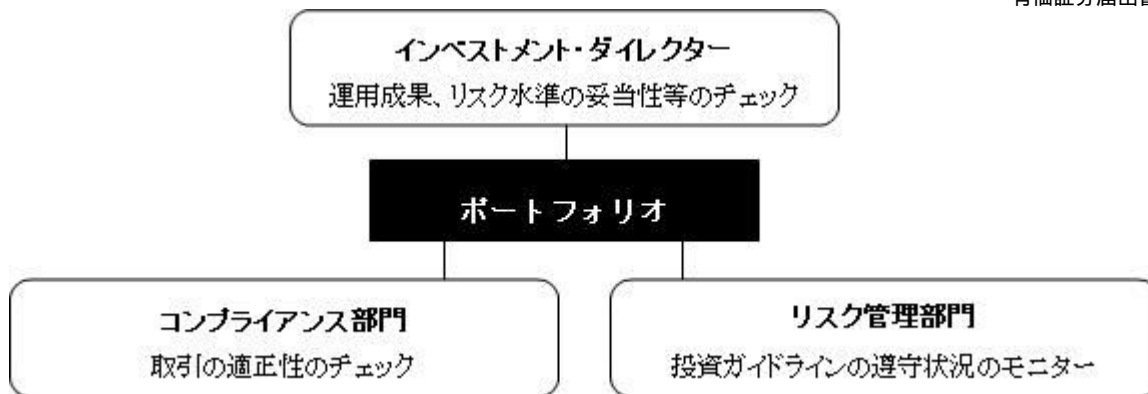 インベストメント・ダイレクター
運用成果、リスク水準の妥当性等のチェック
ポートフォリオ
コンプライアンス部門
取引の適正性のチェック
リスク管理部門
投資ガイドラインの遵守状況のモニター